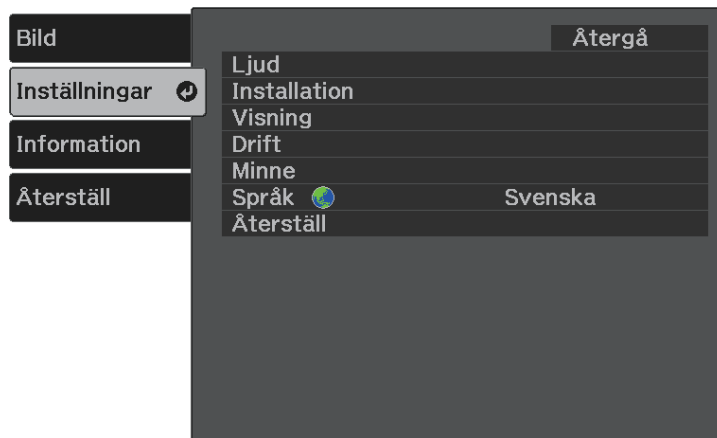 Bild
Inställningar
Information
Återställ
Återgå
Ljud
Installation
Visning
Drift
Minne
Språk Svenska
Återställ